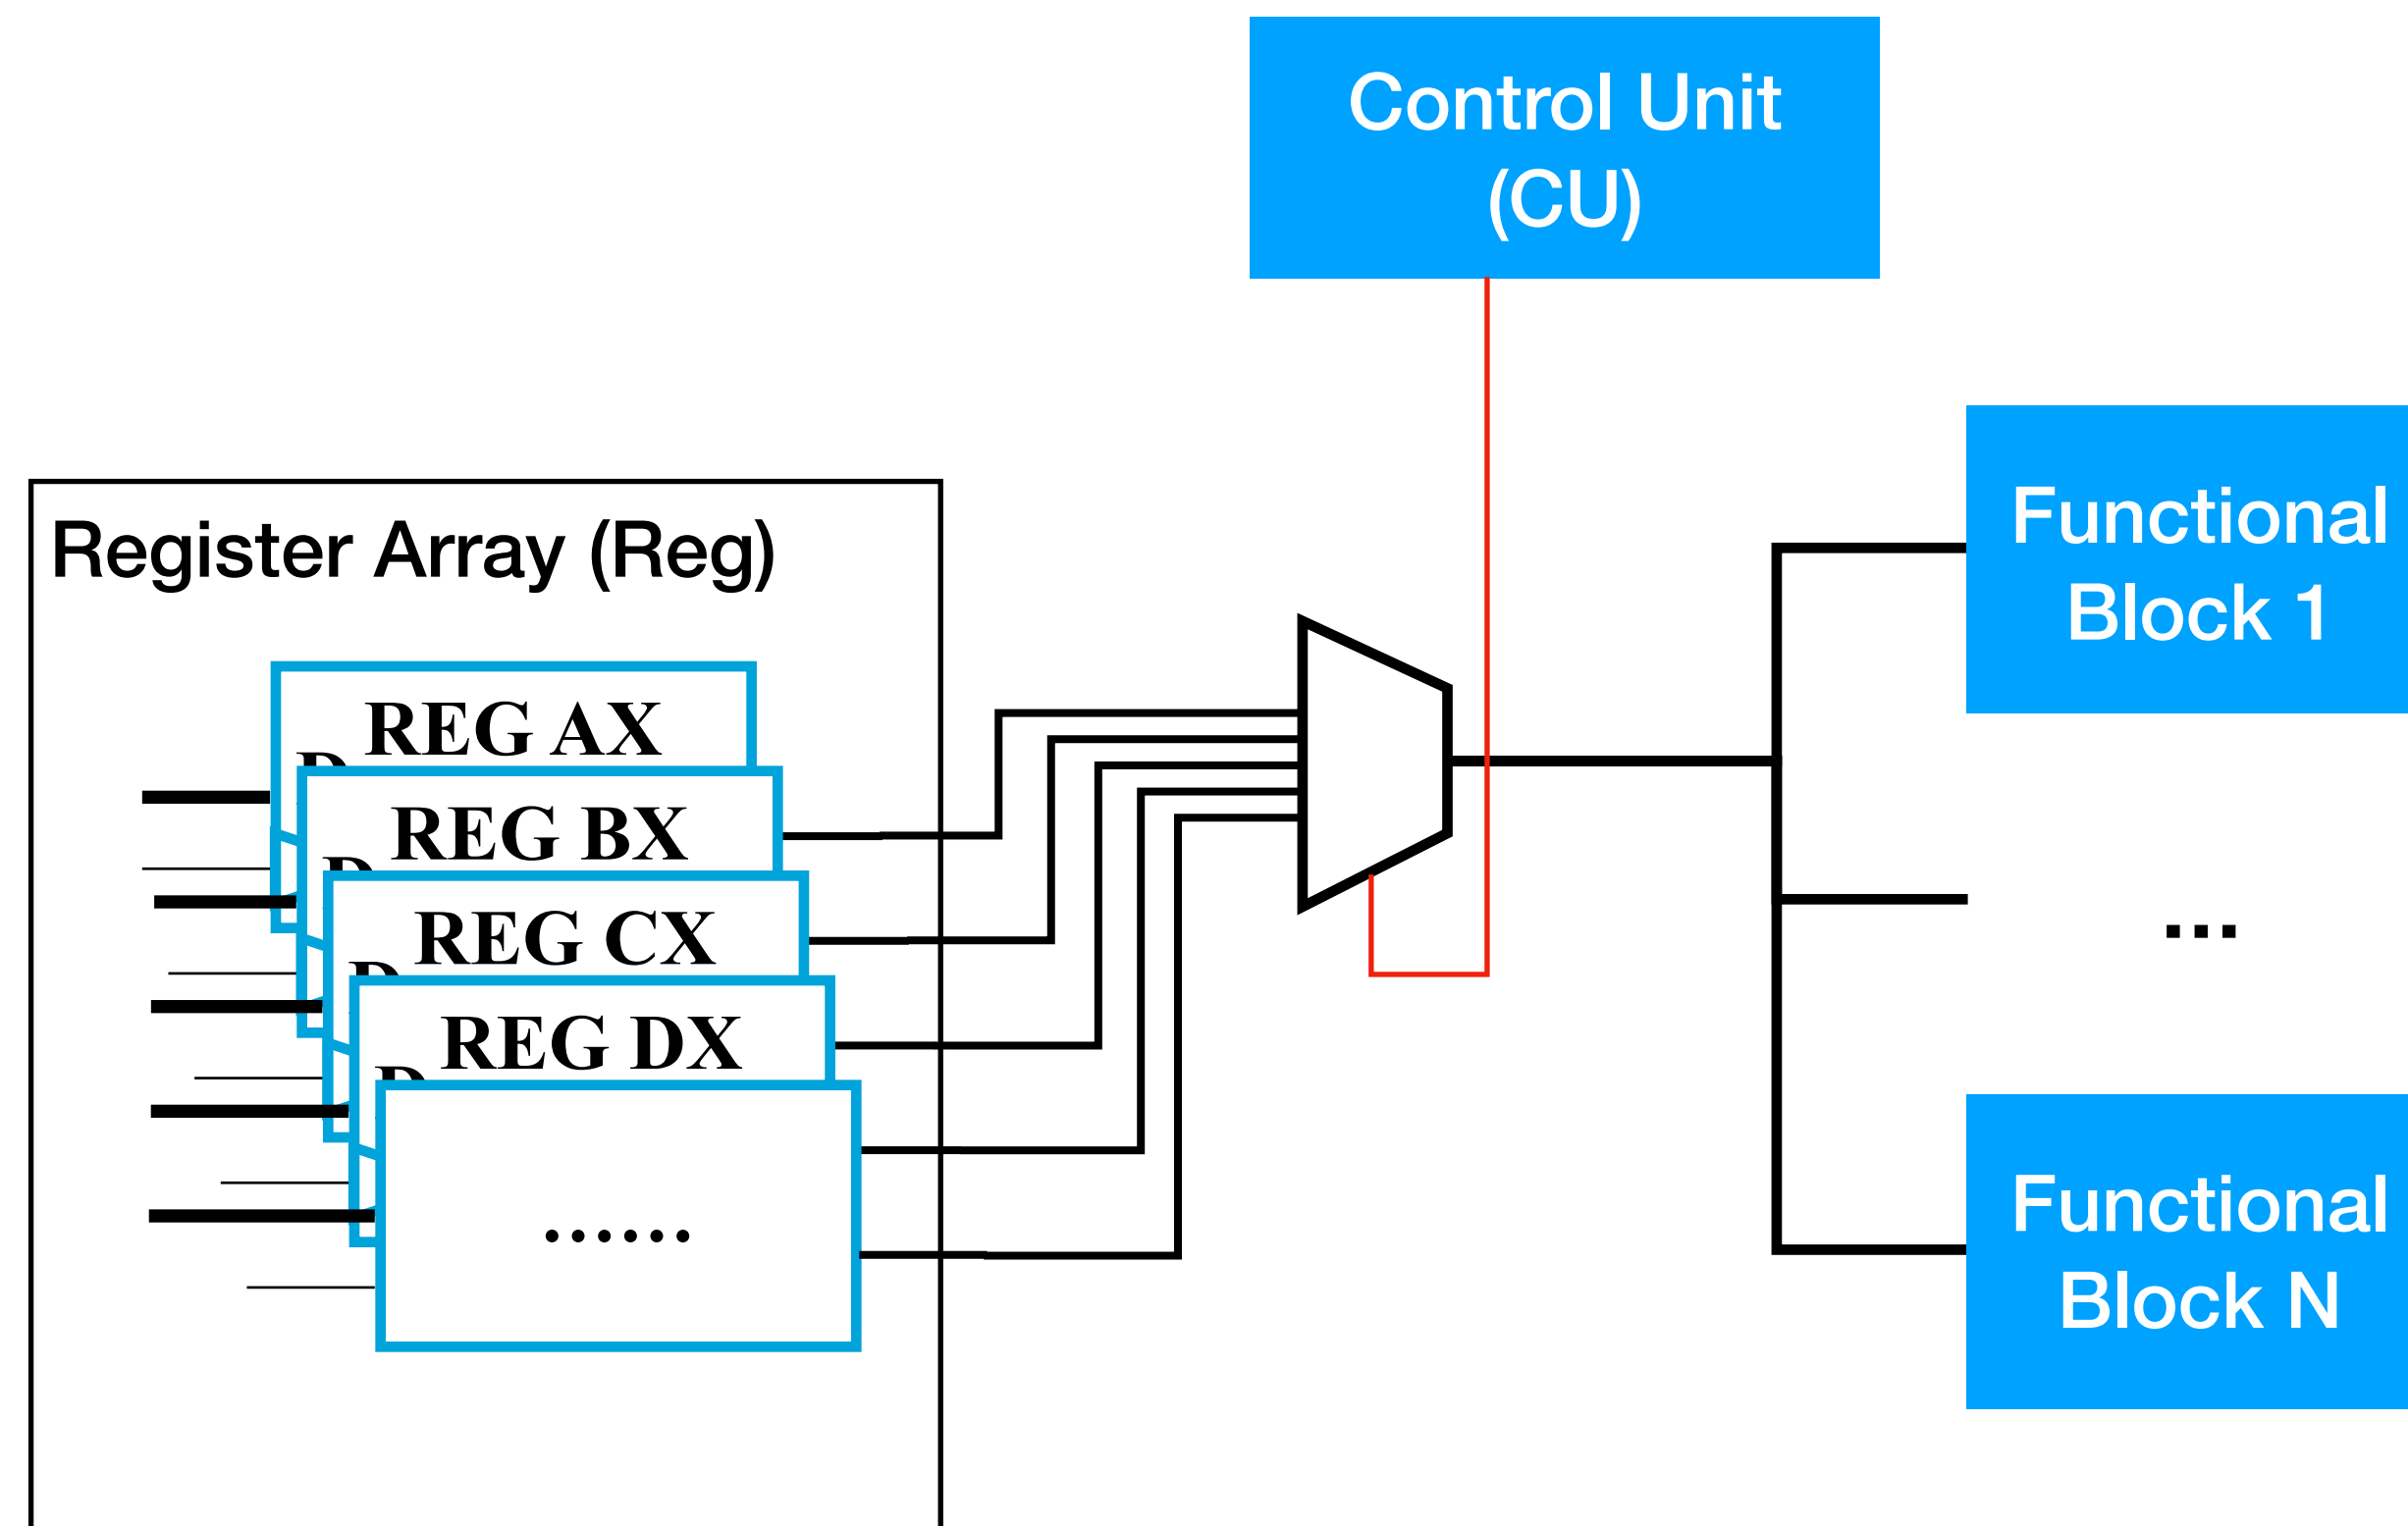 Control Unit
(CU)
Functional
Block 1
Register Array (Reg)
REG AX
D
REG BX
D
REG CX
D
REG DX
D
...
.......
Functional
Block N